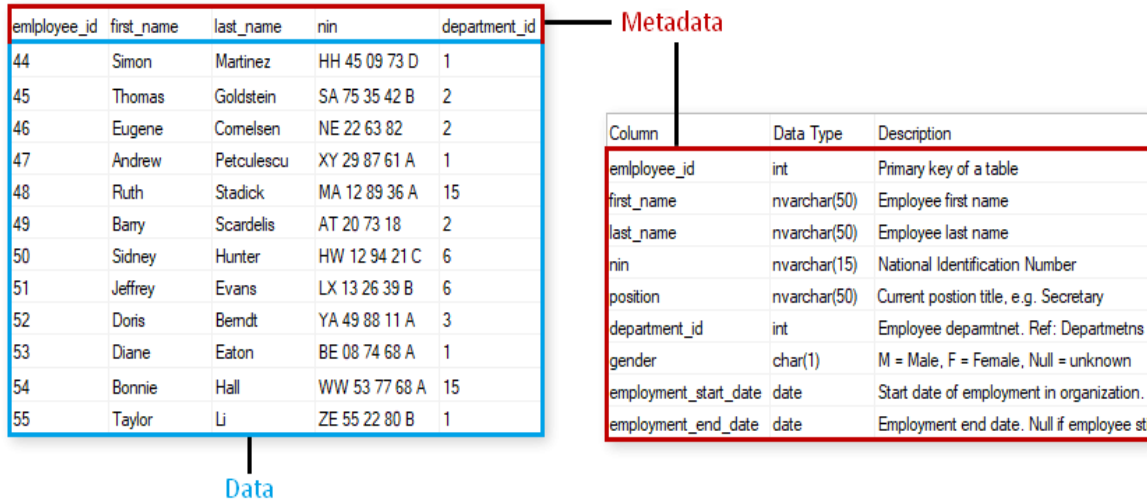 emlployee_id first_name last_name nin department_id
44 Simon Martinez HH 45 09 73 D 1
45 Thomas Goldstein SA 75 35 42 B 2
46 Eugene Cornelsen NE 22 63 82 2
47 Andrew Petculescu XY 29 87 61 A 1
48 Ruth Stadick MA 12 89 36 A 15
49 Barry Scardelis AT 20 73 18 2
50 Sidney Hunter HW 12 94 21 C 6
51 Jeffrey Evans LX 13 26 39 B 6
52 Doris Berndt YA 49 88 11 A 3
53 Diane Eaton BE 08 74 68 A 1
54 Bonnie Hall WW 53 77 68 A 15
55 Taylor Li ZE 55 22 80 B 1
Data
Metadata
Column Data Type Description
emlployee_id int Primary key of a table
first_name nvarchar(50) Employee first name
last_name nvarchar(50) Employee last name
nin nvarchar(15) National Identification Number
position nvarchar(50) Current postion title, e.g. Secretary
department_id int Employee deparmtnet. Ref: Departmetns
gender char(1) M = Male, F = Female, Null = unknown
employment_start_date date Start date of employment in organization.
employment_end_date date Employment end date. Null if employee st